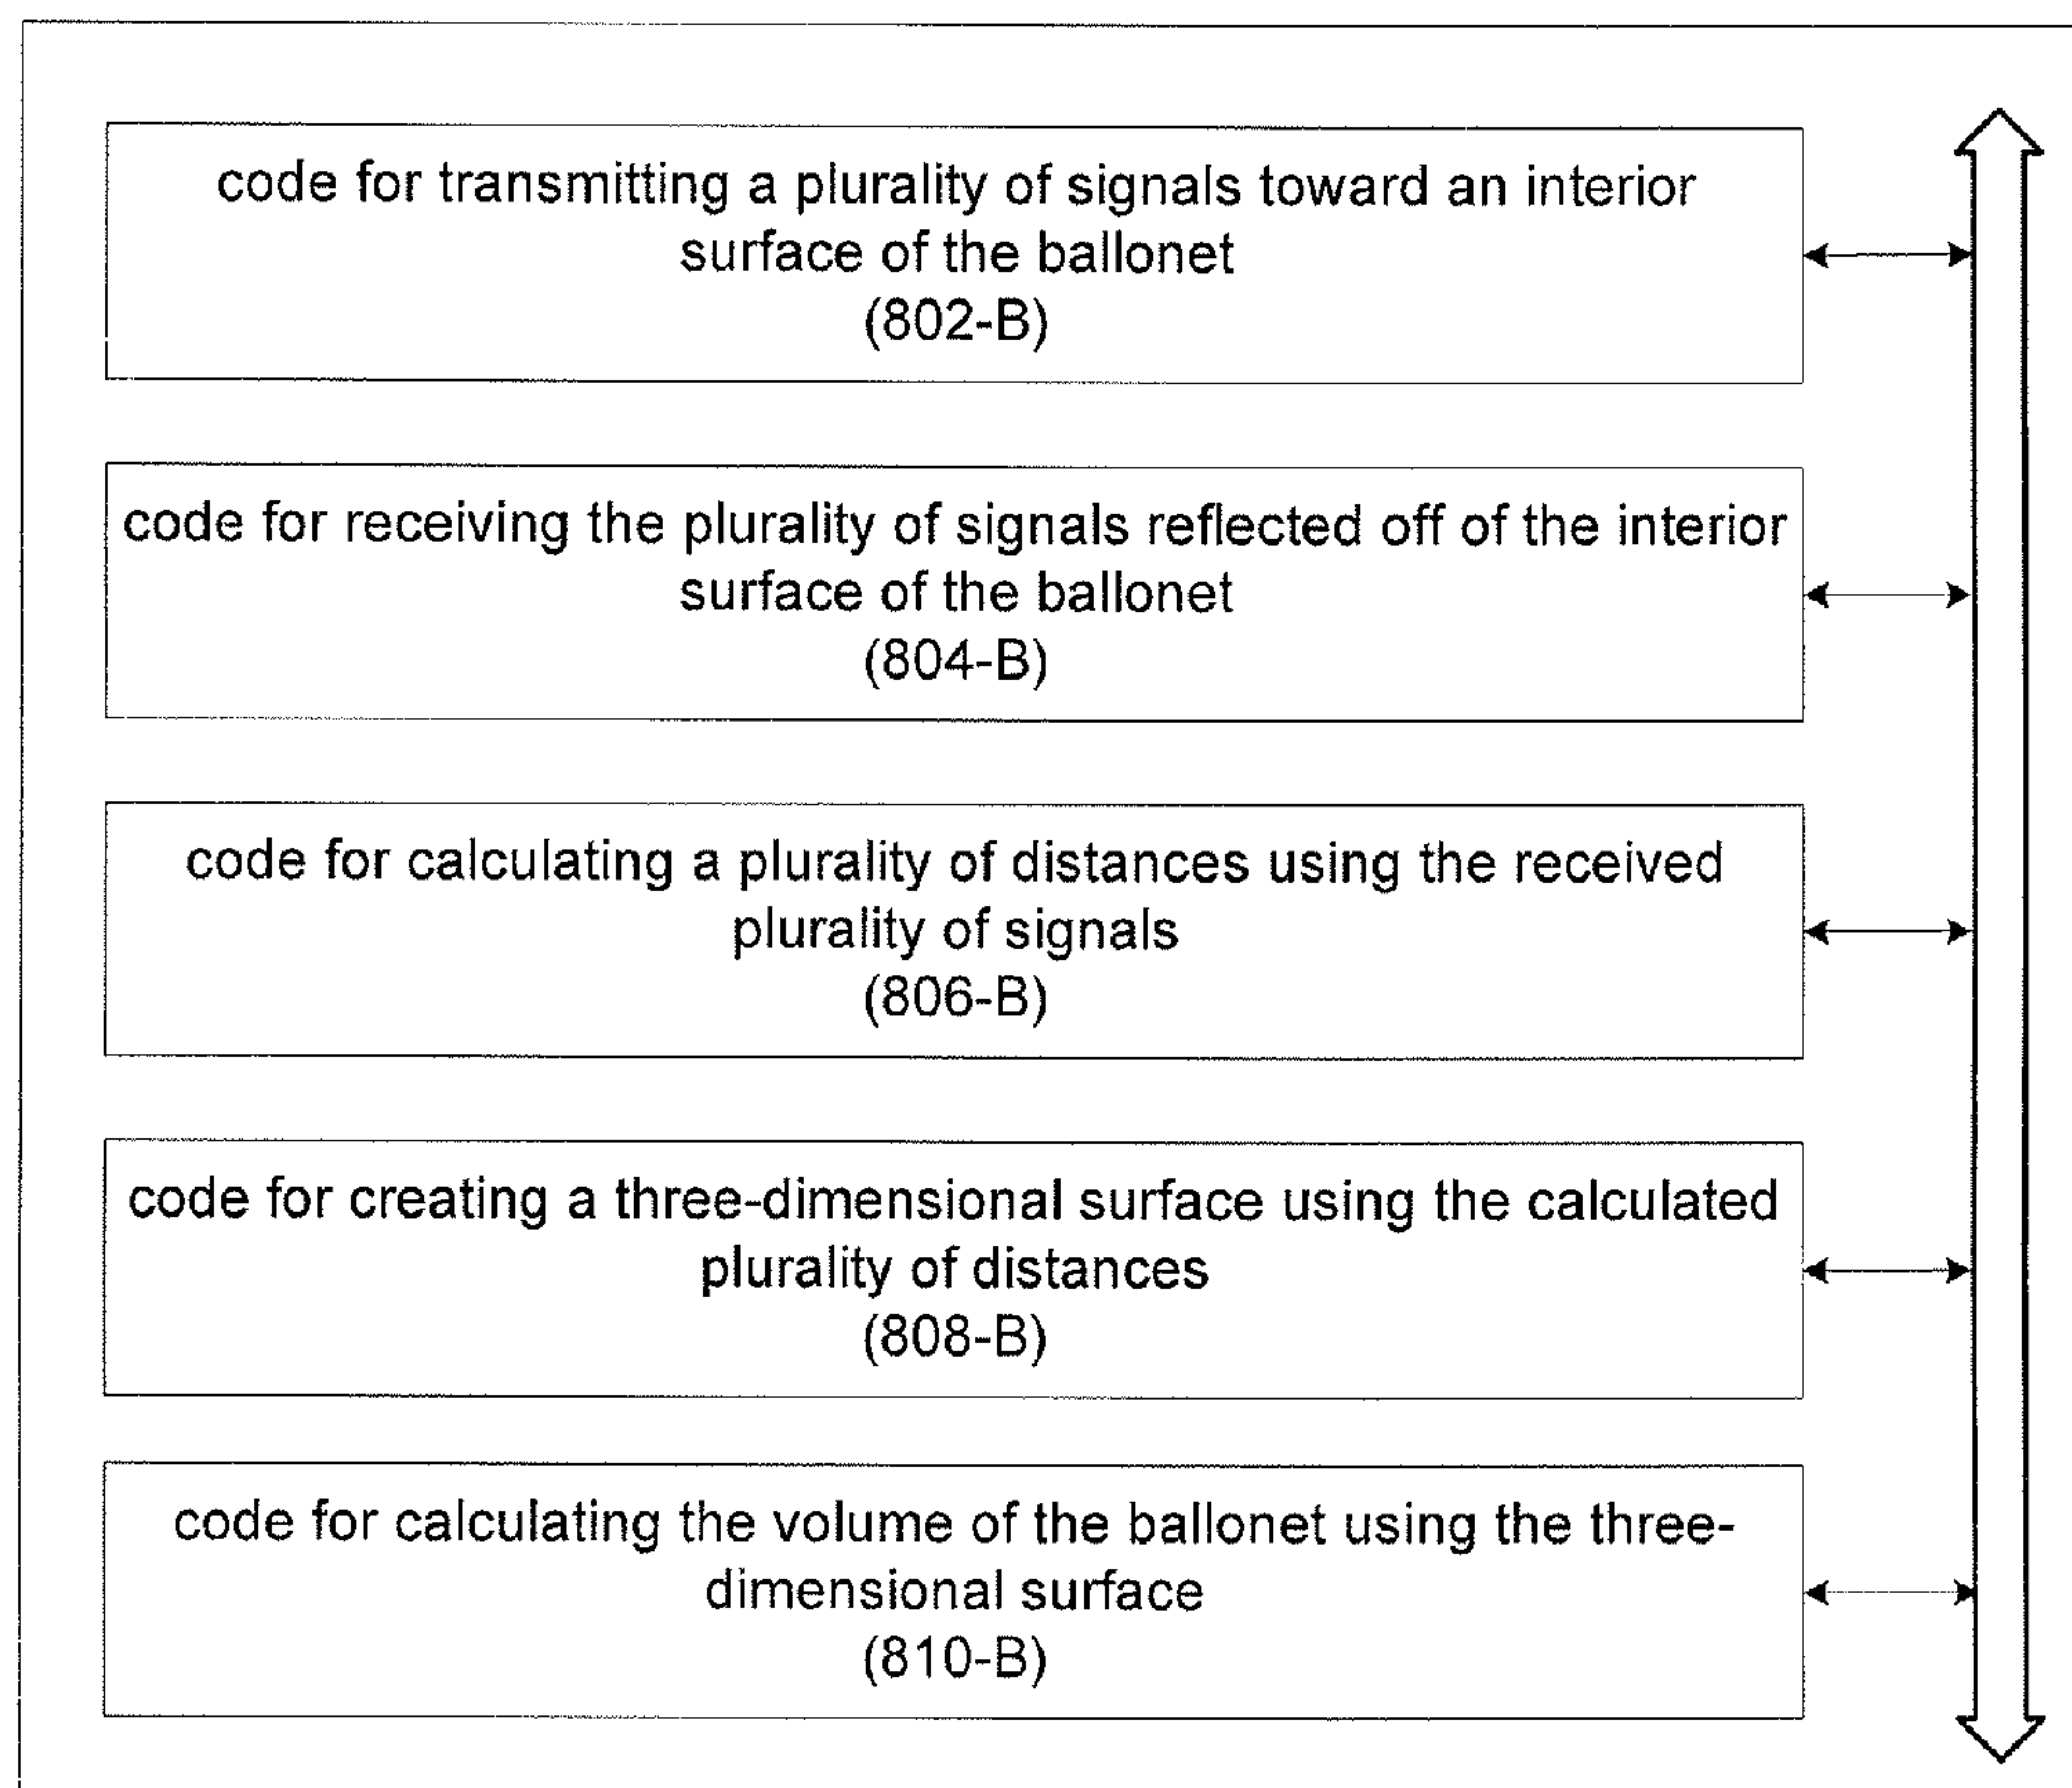 code for transmitting a plurality of signals toward an interior
surface of the ballonet
(802-B)
code for receiving the plurality of signals reflected off of the interior
surface of the ballonet
(804-B)
code for calculating a plurality of distances using the received
plurality of signals
(806-B)
code for creating a three-dimensional surface using the calculated
plurality of distances
(808-B)
code for calculating the volume of the ballonet using the three-
dimensional surface
(810-B)